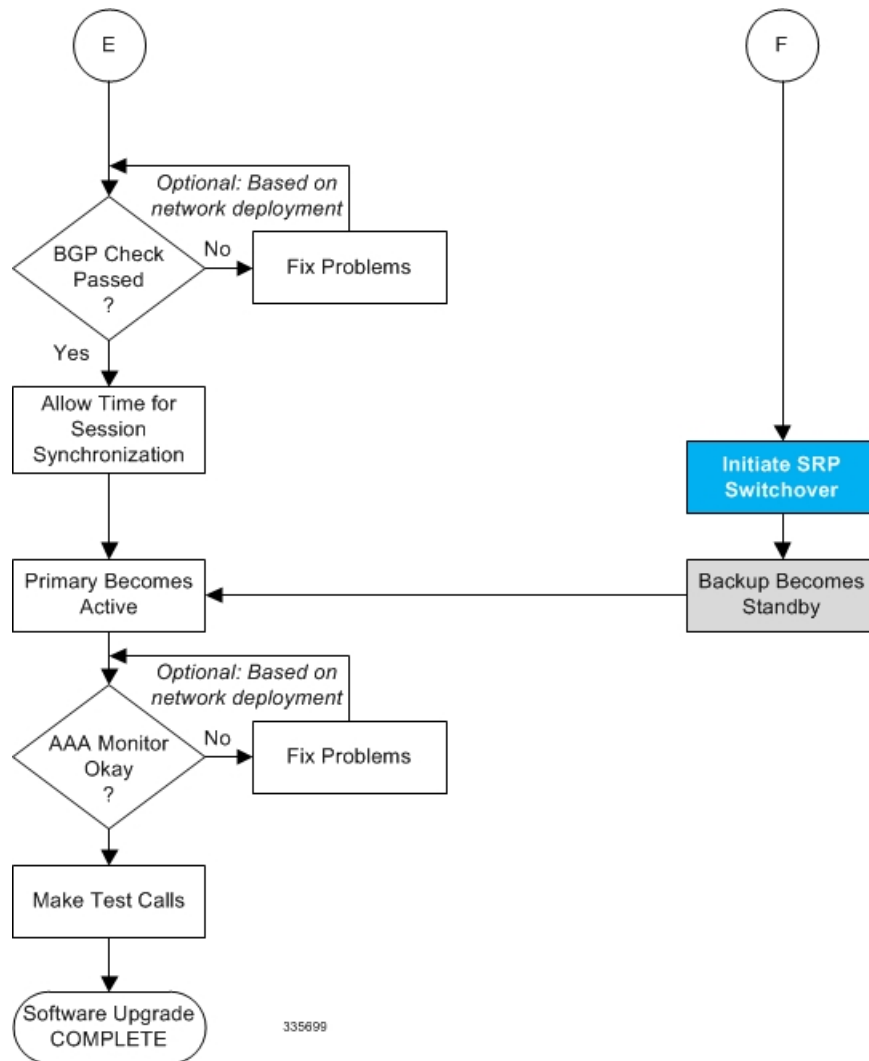 E
F
Optional: Based on
network deployment
BGP Check
Passed
?
No
Fix Problems
Yes
Allow Time for
Session
Synchronization
Initiate SRP
Switchover
Primary Becomes
Active
Backup Becomes
Standby
Optional: Based on
network deployment
AAA Monitor
Okay
?
No
Fix Problems
Make Test Calls
Software Upgrade
COMPLETE
335699